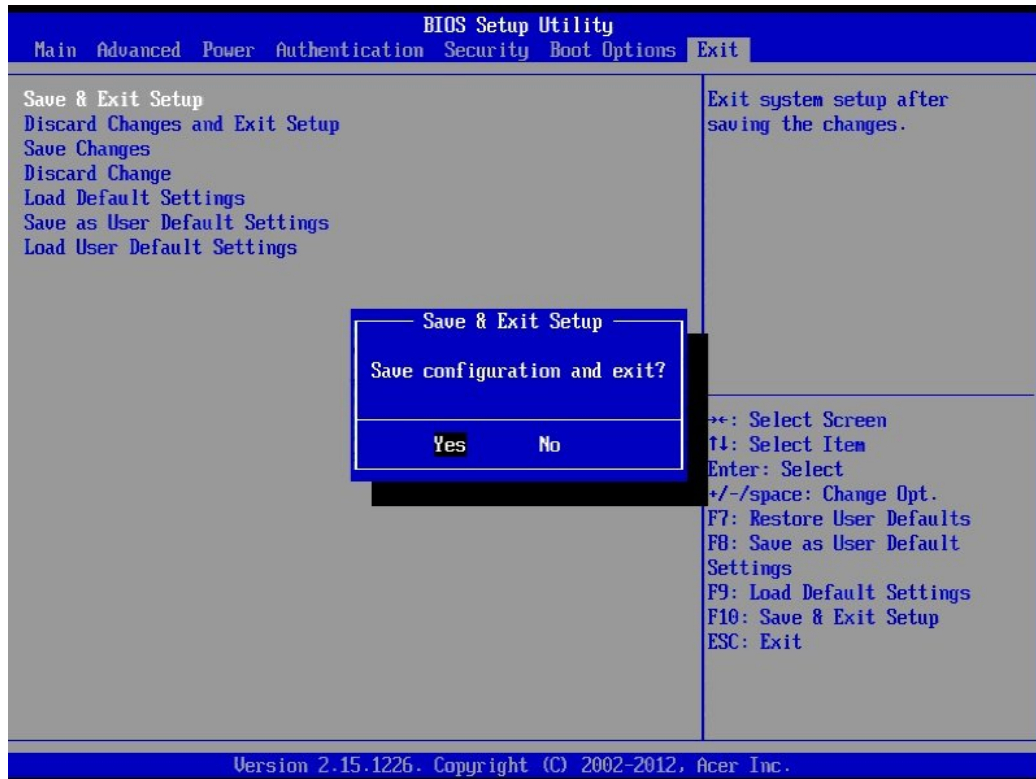 BIOS Setup Utility
Main Advanced Power Authentication Security Boot Options Exit
Save & Exit Setup
Discard Changes and Exit Setup
Save Changes
Discard Change
Load Default Settings
Save as User Default Settings
Load User Default Settings
Exit system setup after
saving the changes.
Save & Exit Setup
Save configuration and exit?
Yes No
→←: Select Screen
↑↓: Select Item
Enter: Select
+/-/space: Change Opt.
F7: Restore User Defaults
F8: Save as User Default
Settings
F9: Load Default Settings
F10: Save & Exit Setup
ESC: Exit
Version 2.15.1226. Copyright (C) 2002-2012, Acer Inc.